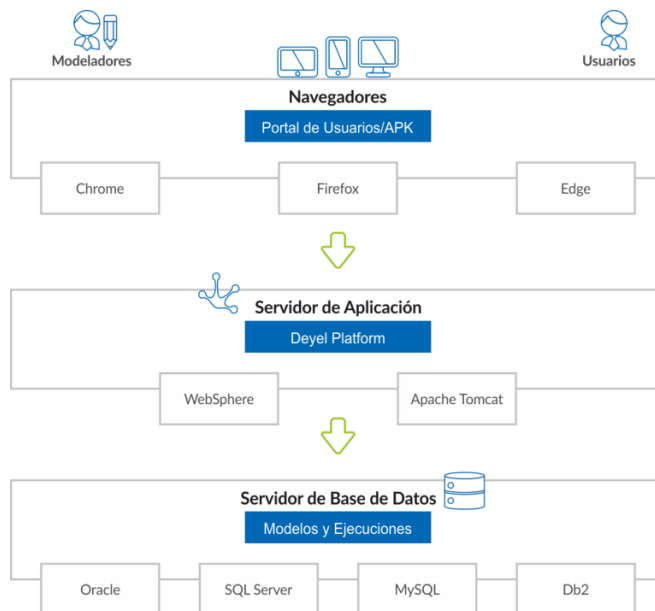 Modeladores
Usuarios
Navegadores
Portal de Usuarios/APK
Chrome
Firefox
Edge
Servidor de Aplicación
Deyel Platform
WebSphere
Apache Tomcat
Servidor de Base de Datos
Modelos y Ejecuciones
Oracle
SQL Server
MySQL
Db2